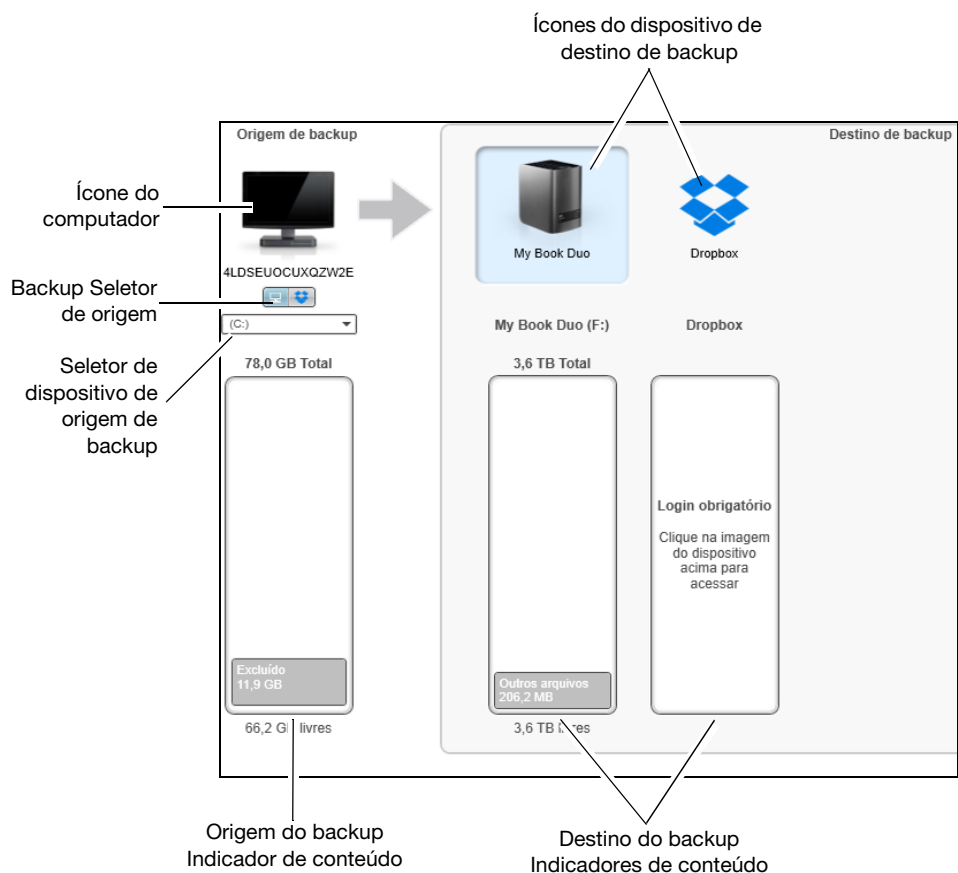 Ícones do dispositivo de
destino de backup
Origem de backup
Destino de backup
Ícone do
computador
4LDSEUOCUXQZW2E
My Book Duo
Dropbox
Backup Seletor
de origem
(C:)
My Book Duo (F:)
Dropbox
Seletor de
dispositivo de
origem de
backup
78,0 GB Total
3,6 TB Total
Login obrigatório
Clique na imagem
do dispositivo
acima para
acessar
Excluído
11,9 GB
Outros arquivos
206,2 MB
66,2 G livres
3,6 TB res
Origem do backup
Indicador de conteúdo
Destino do backup
Indicadores de conteúdo